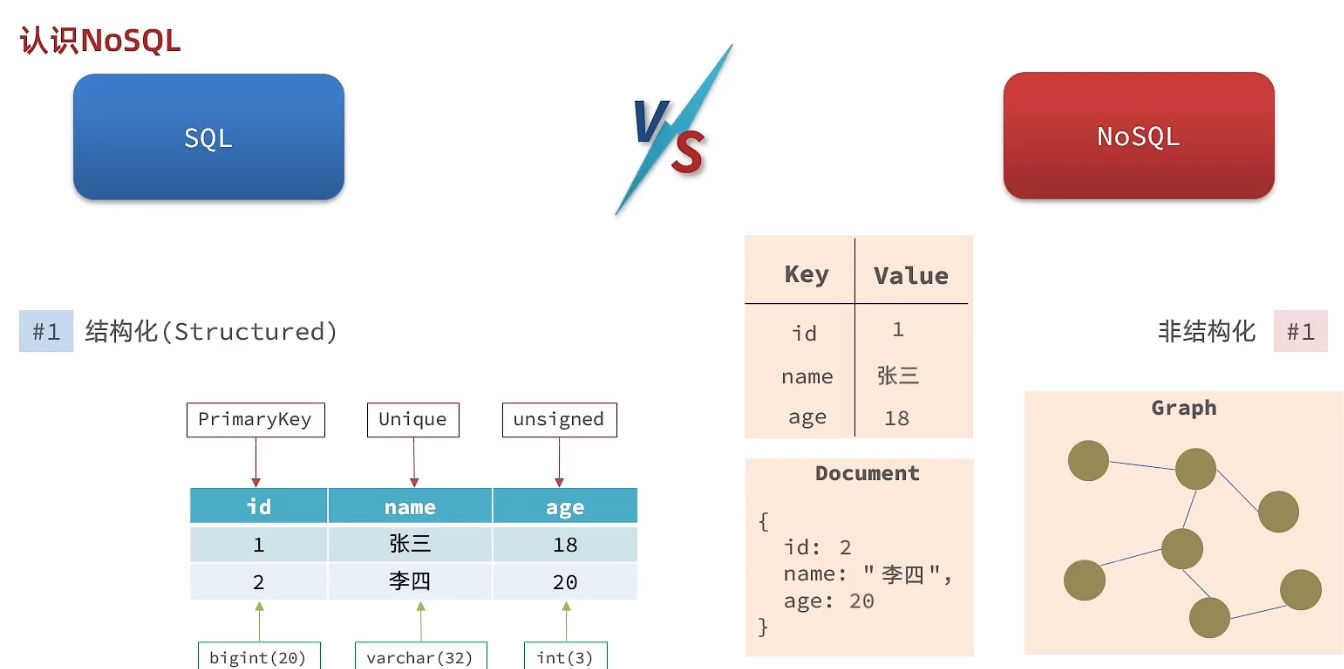 认识NoSQL
SQL
VS
NoSQL
#1 结构化(Structured)
PrimaryKey Unique unsigned
id name age
1 张三 18
2 李四 20
bigint(20) varchar(32) int(3)
Key Value
id 1
name 张三
age 18
Document
{
id: 2
name: "李四",
age: 20
}
非结构化 #1
Graph